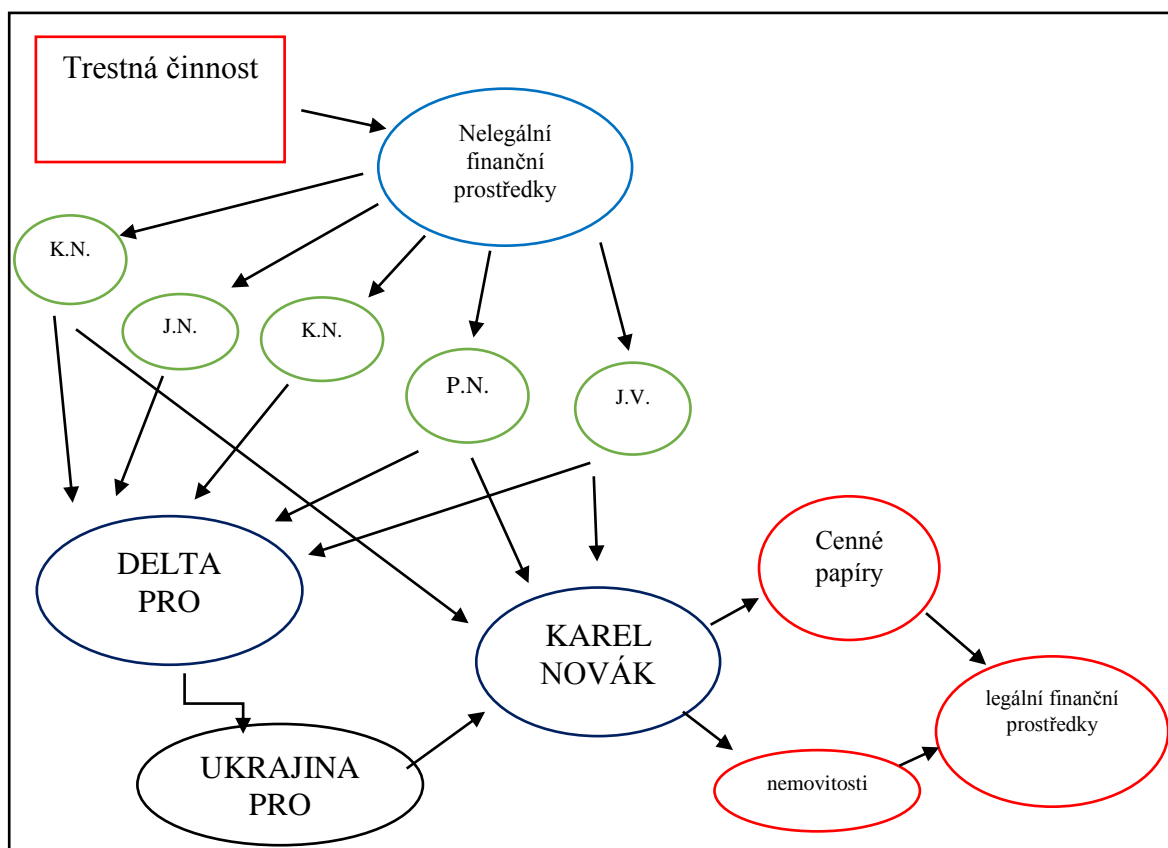 Trestná činnost
Nelegální
finanční
prostředky
K.N.
J.N.
K.N.
P.N.
J.V.
DELTA
PRO
KAREL
NOVÁK
Cenné
papíry
legální finanční
prostředky
UKRAJINA
PRO
nemovitosti